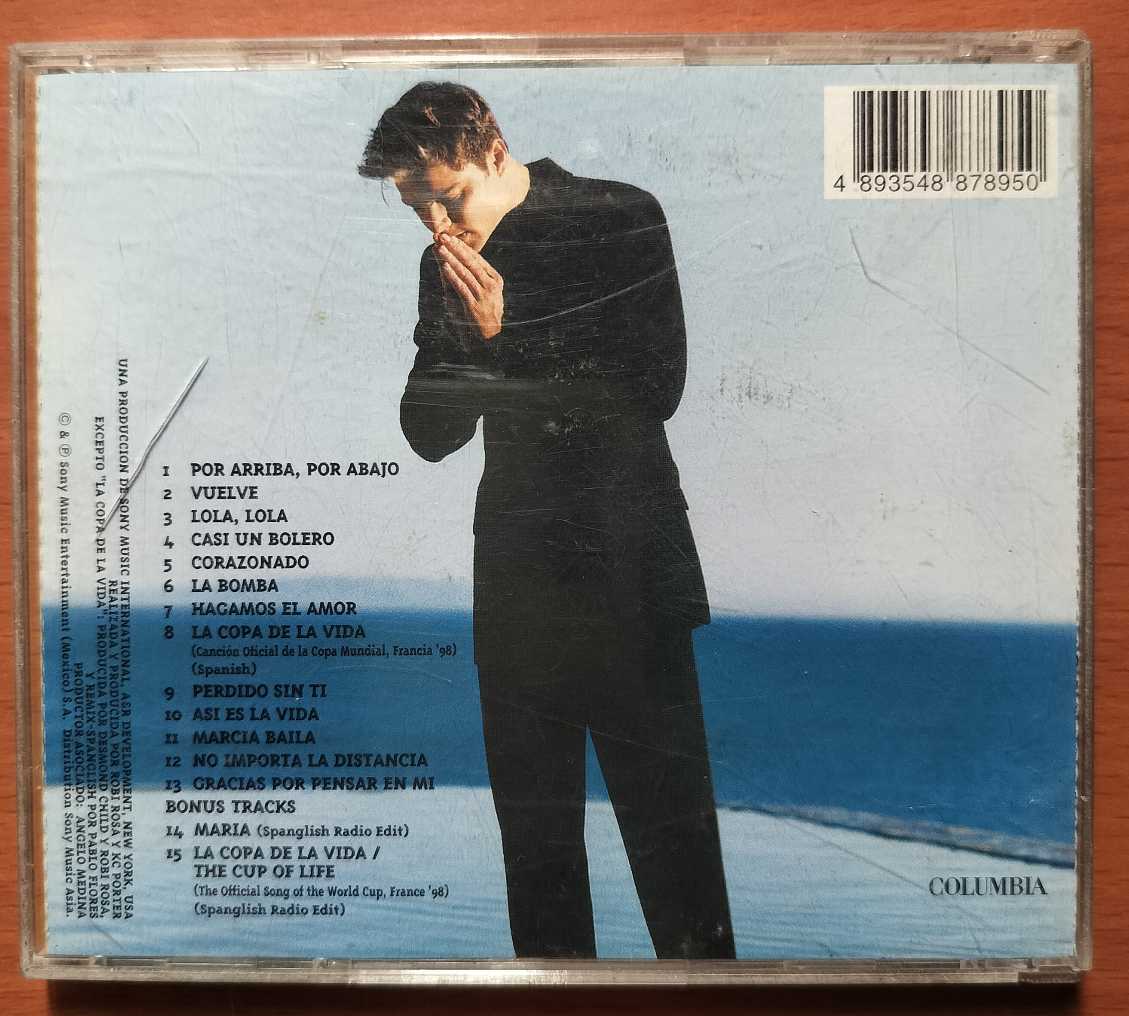 4 893548 878950
1 POR ARRIBA, POR ABAJO
2 VUELVE
3 LOLA, LOLA
4 CASI UN BOLERO
5 CORAZONADO
6 LA BOMBA
7 HAGAMOS EL AMOR
8 LA COPA DE LA VIDA
(Canción Oficial de la Copa Mundial, Francia '98)
(Spanish)
9 PERDIDO SIN TI
10 ASI ES LA VIDA
11 MARCIA BAILA
12 NO IMPORTA LA DISTANCIA
13 GRACIAS POR PENSAR EN MI
BONUS TRACKS
14 MARIA (Spanglish Radio Edit)
15 LA COPA DE LA VIDA /
THE CUP OF LIFE
(The Official Song of the World Cup, France '98)
(Spanglish Radio Edit)
UNA PRODUCCION DE SONY MUSIC INTERNATIONAL, A&R DEVELOPMENT, NEW YORK, USA
REALIZADA Y PRODUCIDA POR ROBI ROSA Y KC PORTER
EXCEPTO "LA COPA DE LA VIDA": PRODUCIDA POR DESMOND CHILD Y ROBI ROSA,
Y REMIX-SPANGLISH POR PABLO FLORES
PRODUCTOR ASOCIADO: ANGELO MEDINA
© & ℗ Sony Music Entertainment (Mexico) S.A. Distribution Sony Music Asia.
COLUMBIA